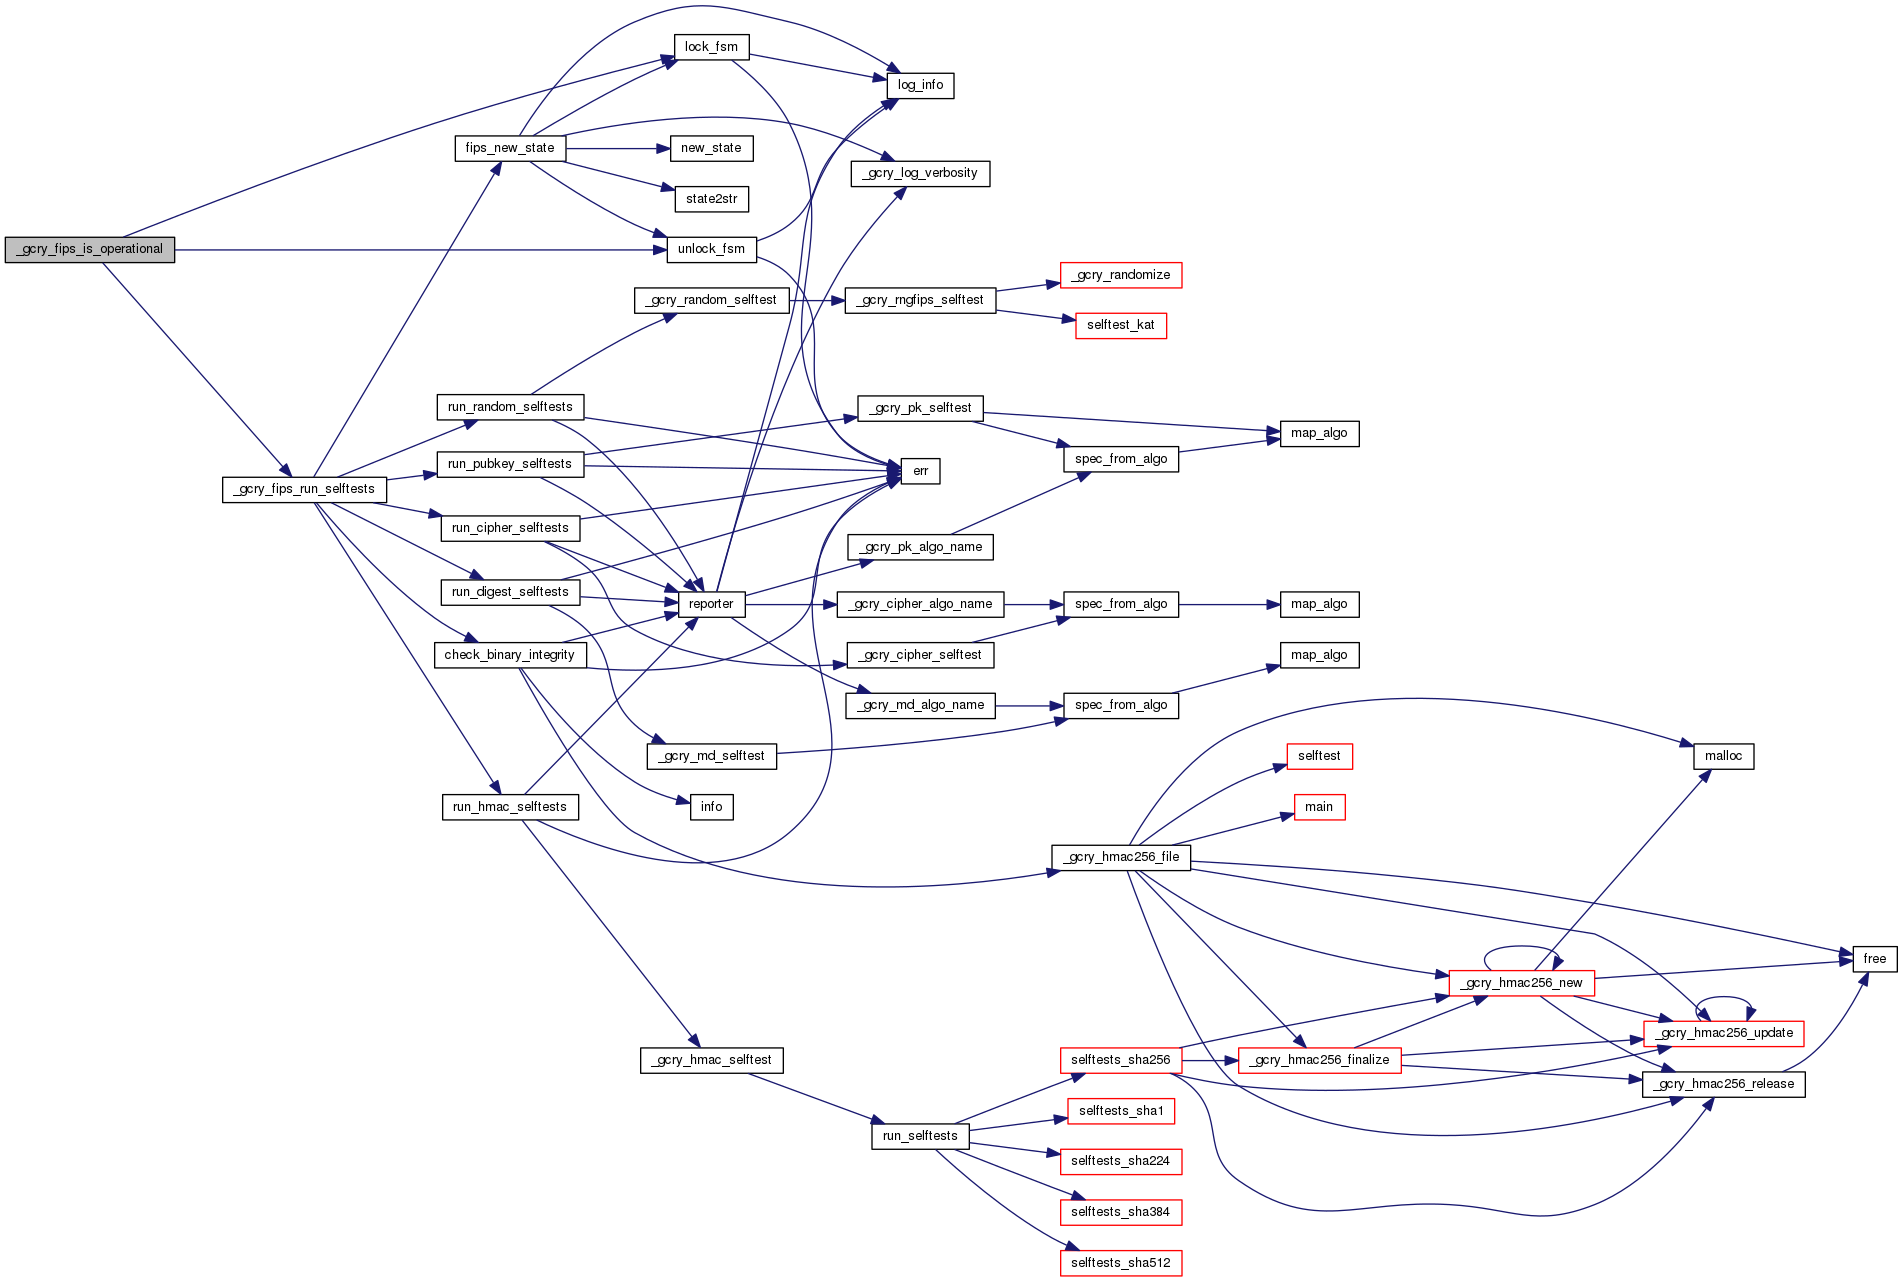 lock_fsm
log_info
fips_new_state
new_state
_gcry_log_verbosity
state2str
_gcry_fips_is_operational
unlock_fsm
_gcry_randomize
_gcry_random_selftest
_gcry_rngfips_selftest
selftest_kat
run_random_selftests
_gcry_pk_selftest
map_algo
run_pubkey_selftests
err
spec_from_algo
_gcry_fips_run_selftests
run_cipher_selftests
_gcry_pk_algo_name
run_digest_selftests
reporter
_gcry_cipher_algo_name
spec_from_algo
map_algo
check_binary_integrity
_gcry_cipher_selftest
map_algo
_gcry_md_algo_name
spec_from_algo
_gcry_md_selftest
selftest
malloc
run_hmac_selftests
info
main
_gcry_hmac256_file
free
_gcry_hmac256_new
_gcry_hmac256_update
_gcry_hmac_selftest
selftests_sha256
_gcry_hmac256_finalize
_gcry_hmac256_release
selftests_sha1
run_selftests
selftests_sha224
selftests_sha384
selftests_sha512